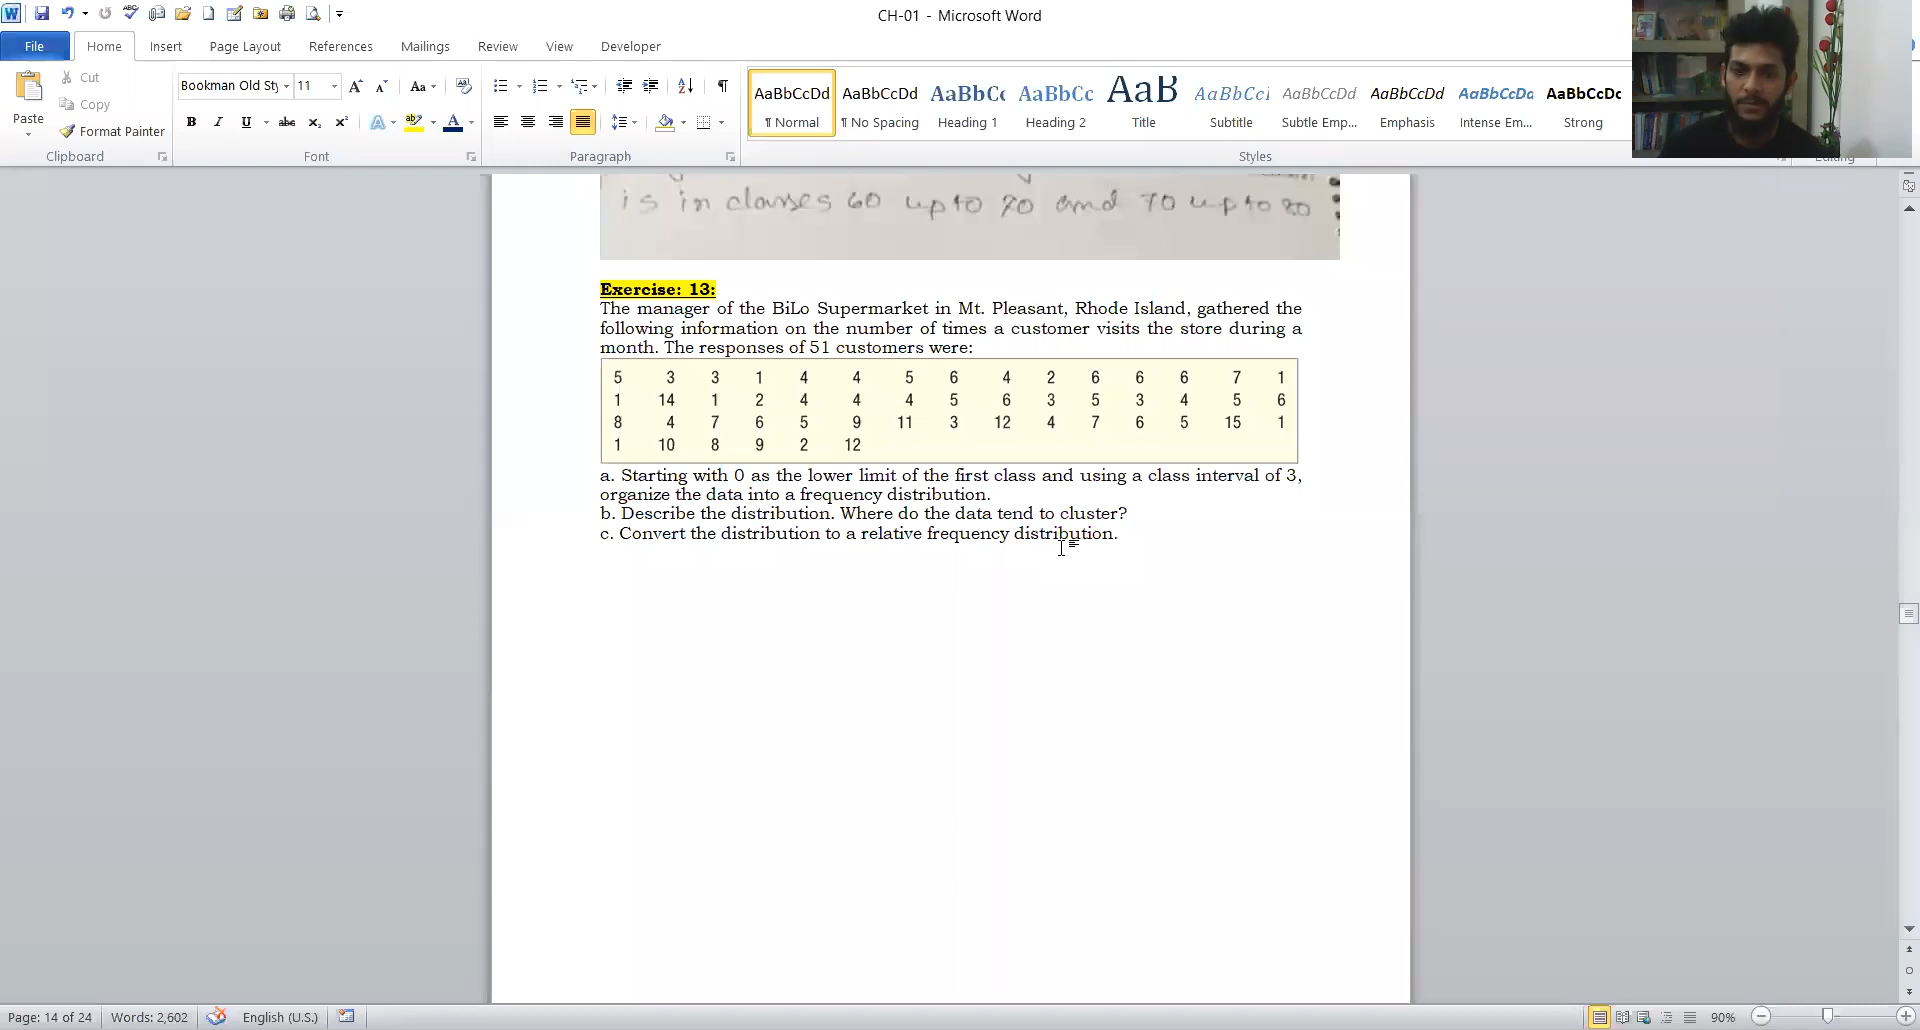 CH-01 - Microsoft Word
File Home Insert Page Layout References Mailings Review View Developer
Paste
Cut
Copy
Format Painter
Clipboard
Bookman Old Sty 11
Font
Paragraph
AaBbCcDd AaBbCcDd AaBbCc AaBbCc AaB AaBbCcI AaBbCcDd AaBbCcDd AaBbCcDd AaBbCcDc
¶ Normal ¶ No Spacing Heading 1 Heading 2 Title Subtitle Subtle Emp... Emphasis Intense Em... Strong
Styles
Editing
is in classes 60 up to 70 and 70 up to 80
Exercise: 13:
The manager of the BiLo Supermarket in Mt. Pleasant, Rhode Island, gathered the
following information on the number of times a customer visits the store during a
month. The responses of 51 customers were:
5 3 3 1 4 4 5 6 4 2 6 6 6 7 1
1 14 1 2 4 4 4 5 6 3 5 3 4 5 6
8 4 7 6 5 9 11 3 12 4 7 6 5 15 1
1 10 8 9 2 12
a. Starting with 0 as the lower limit of the first class and using a class interval of 3,
organize the data into a frequency distribution.
b. Describe the distribution. Where do the data tend to cluster?
c. Convert the distribution to a relative frequency distribution.
Page: 14 of 24 Words: 2,602 English (U.S.) 90%